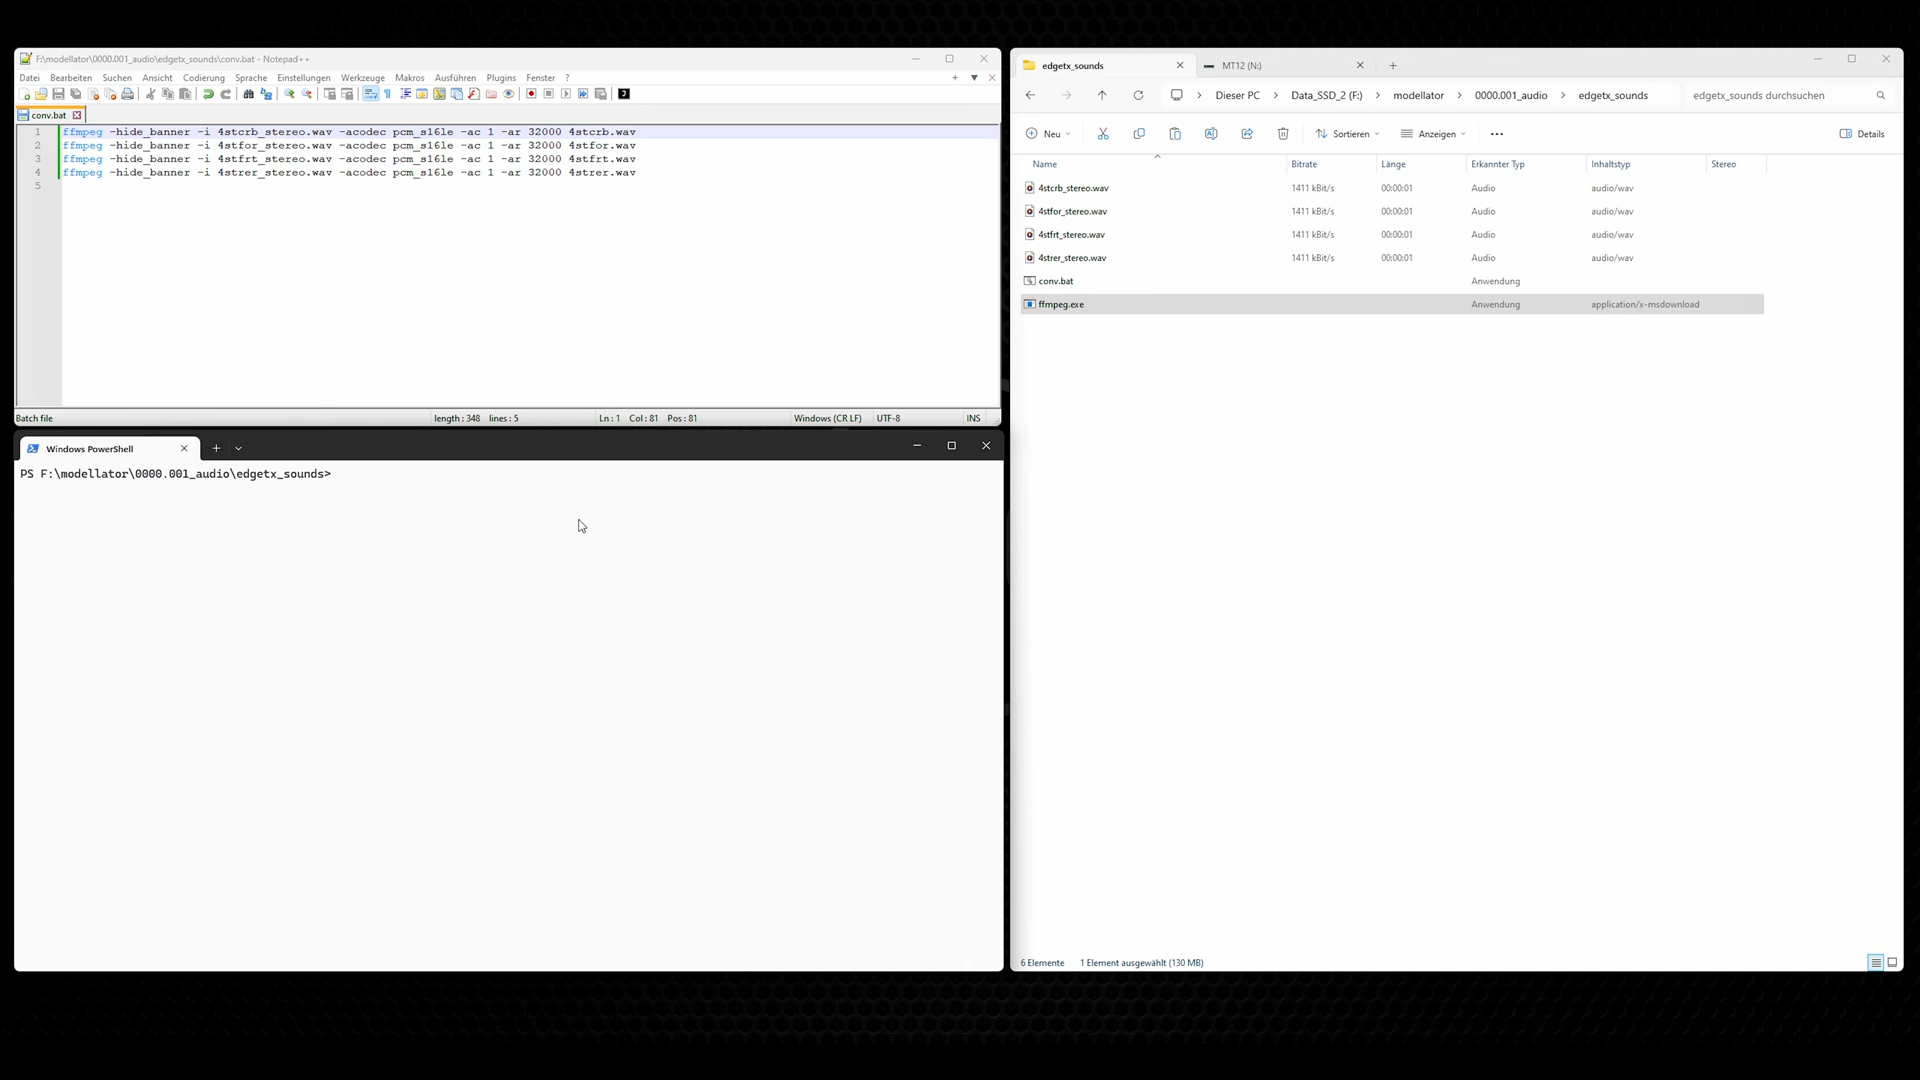 F:\modellator\0000.001_audio\edgetx_sounds\conv.bat - Notepad++
Datei Bearbeiten Suchen Ansicht Codierung Sprache Einstellungen Werkzeuge Makros Ausführen Plugins Fenster ?
conv.bat
1 ffmpeg -hide_banner -i 4stcrb_stereo.wav -acodec pcm_s16le -ac 1 -ar 32000 4stcrb.wav
2 ffmpeg -hide_banner -i 4stfor_stereo.wav -acodec pcm_s16le -ac 1 -ar 32000 4stfor.wav
3 ffmpeg -hide_banner -i 4stfrt_stereo.wav -acodec pcm_s16le -ac 1 -ar 32000 4stfrt.wav
4 ffmpeg -hide_banner -i 4strer_stereo.wav -acodec pcm_s16le -ac 1 -ar 32000 4strer.wav
5
Batch file length : 348 lines : 5 Ln : 1 Col : 81 Pos : 81 Windows (CR LF) UTF-8 INS
Windows PowerShell
PS F:\modellator\0000.001_audio\edgetx_sounds>
edgetx_sounds MT12 (N:)
Dieser PC > Data_SSD_2 (F:) > modellator > 0000.001_audio > edgetx_sounds edgetx_sounds durchsuchen
Neu Sortieren Anzeigen Details
Name Bitrate Länge Erkannter Typ Inhaltstyp Stereo
4stcrb_stereo.wav 1411 kBit/s 00:00:01 Audio audio/wav
4stfor_stereo.wav 1411 kBit/s 00:00:01 Audio audio/wav
4stfrt_stereo.wav 1411 kBit/s 00:00:01 Audio audio/wav
4strer_stereo.wav 1411 kBit/s 00:00:01 Audio audio/wav
conv.bat Anwendung
ffmpeg.exe Anwendung application/x-msdownload
6 Elemente 1 Element ausgewählt (130 MB)